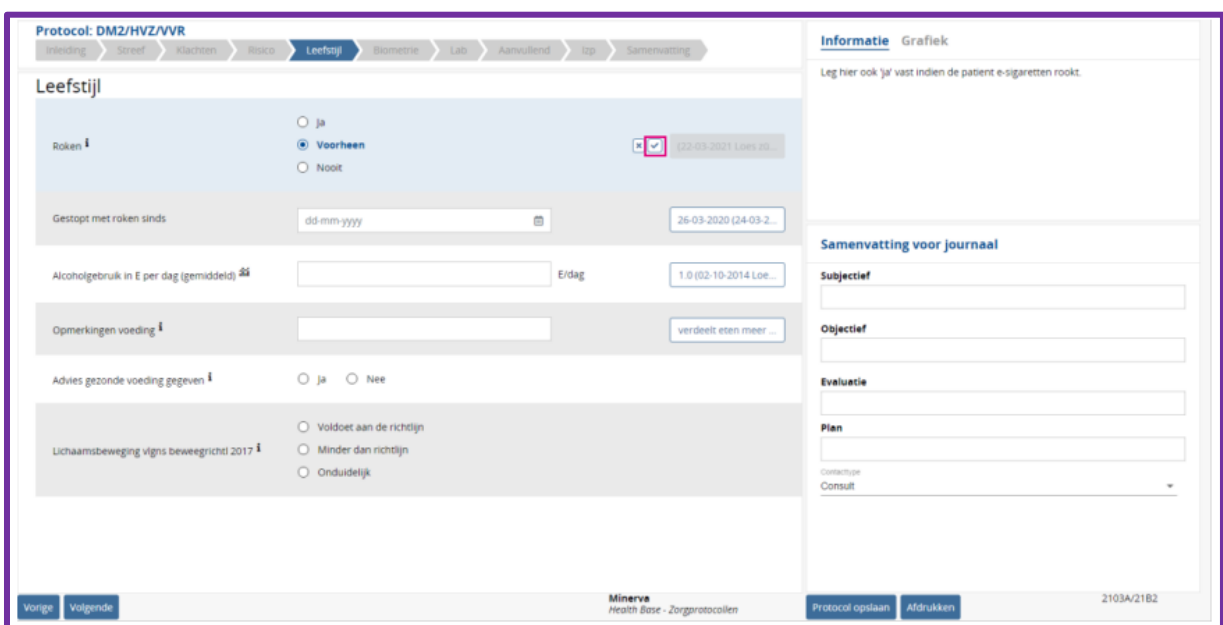 Protocol: DM2/HVZ/VVR
Inleiding Streef Klachten Risico Leefstijl Biometrie Lab Aanvullend Izp Samenvatting
Leefstijl
Roken i
Ja
Voorheen
Nooit
(22-03-2021 Loes ab...
Gestopt met roken sinds
dd-mm-yyyy
26-03-2020 (24-03-2...
Alcoholgebruik in E per dag (gemiddeld)
E/dag
1.0 (02-10-2014 Loe...
Opmerkingen voeding i
verdeelt eten meer ...
Advies gezonde voeding gegeven i
Ja Nee
Lichaamsbeweging vlgns beweegrichtl 2017 i
Voldoet aan de richtlijn
Minder dan richtlijn
Onduidelijk
Vorige Volgende
Minerva
Health Base - Zorgprotocollen
Informatie Grafiek
Leg hier ook 'ja' vast indien de patient e-sigaretten rookt.
Samenvatting voor journaal
Subjectief
Objectief
Evaluatie
Plan
Contacttype
Consult
Protocol opslaan Afdrukken
2103A/21B2